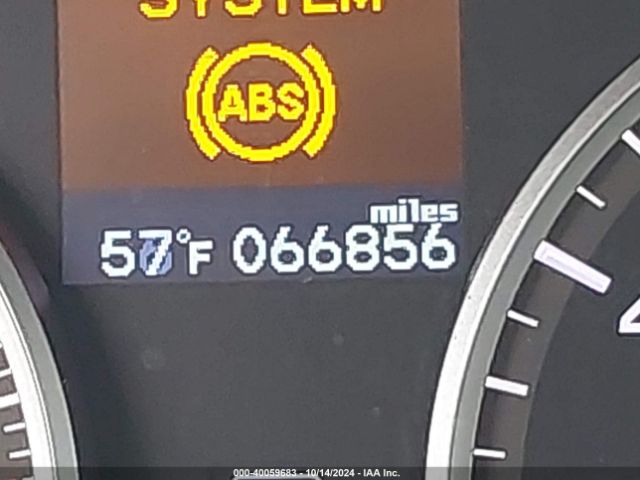 SYSTEM
ABS
miles
57°F 066856
000-40059683 - 10/14/2024 - IAA Inc.